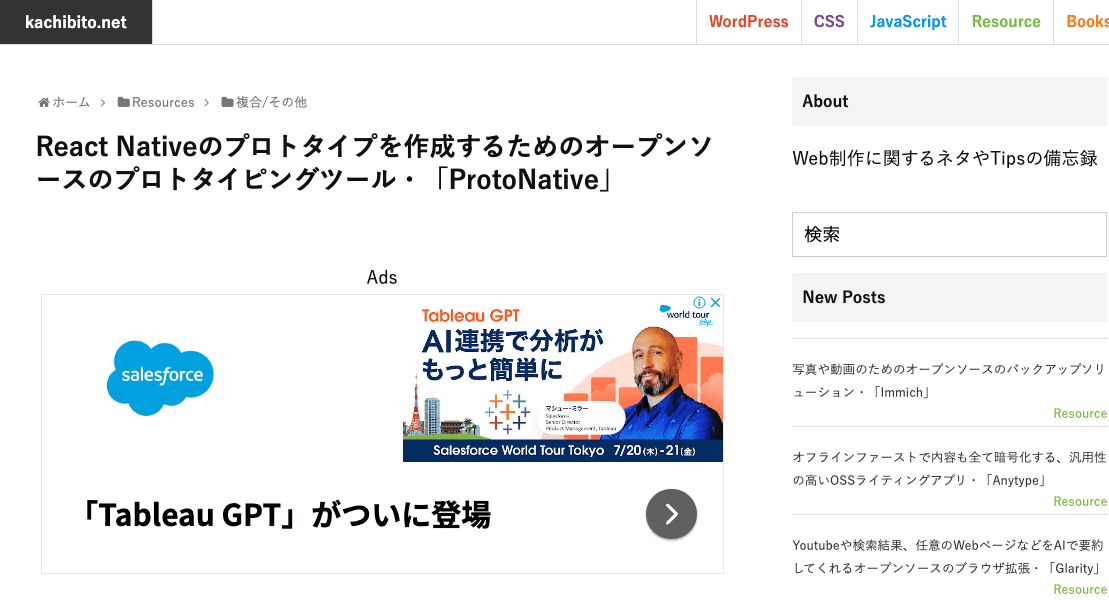 kachibito.net
WordPress
CSS
JavaScript
Resource
Books
ホーム
Resources
複合/その他
React Nativeのプロトタイプを作成するためのオープンソ
ースのプロトタイピングツール・「ProtoNative」
Ads
salesforce
Tableau GPT
AI連携で分析が
もっと簡単に
world tour
tokyo
マシュー・ミラー
Salesforce
Senior Director
Product Management, Tableau
Salesforce World Tour Tokyo 7/20(木)-21(金)
「Tableau GPT」がついに登場
About
Web制作に関するネタやTipsの備忘録
検索
New Posts
写真や動画のためのオープンソースのバックアップソリ
ューション・「Immich」
Resource
オフラインファーストで内容も全て暗号化する、汎用性
の高いOSSライティングアプリ・「Anytype」
Resource
Youtubeや検索結果、任意のWebページなどをAIで要約
してくれるオープンソースのブラウザ拡張・「Glarity」
Resource